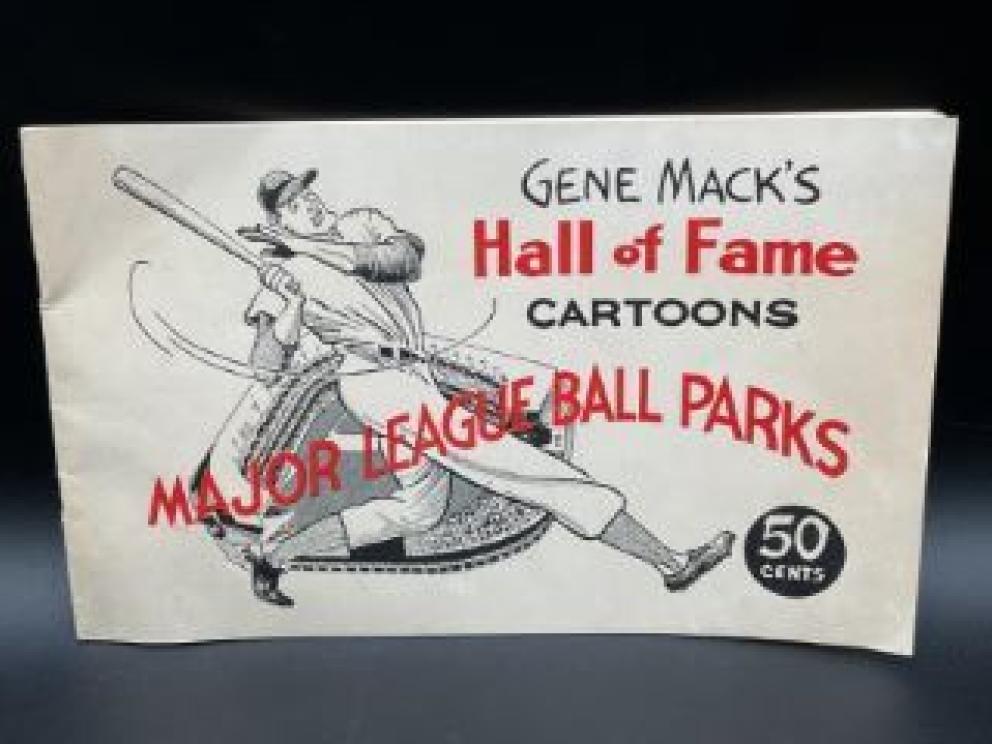 GENE MACK'S
Hall of Fame
CARTOONS
MAJOR LEAGUE BALL PARKS
50
CENTS